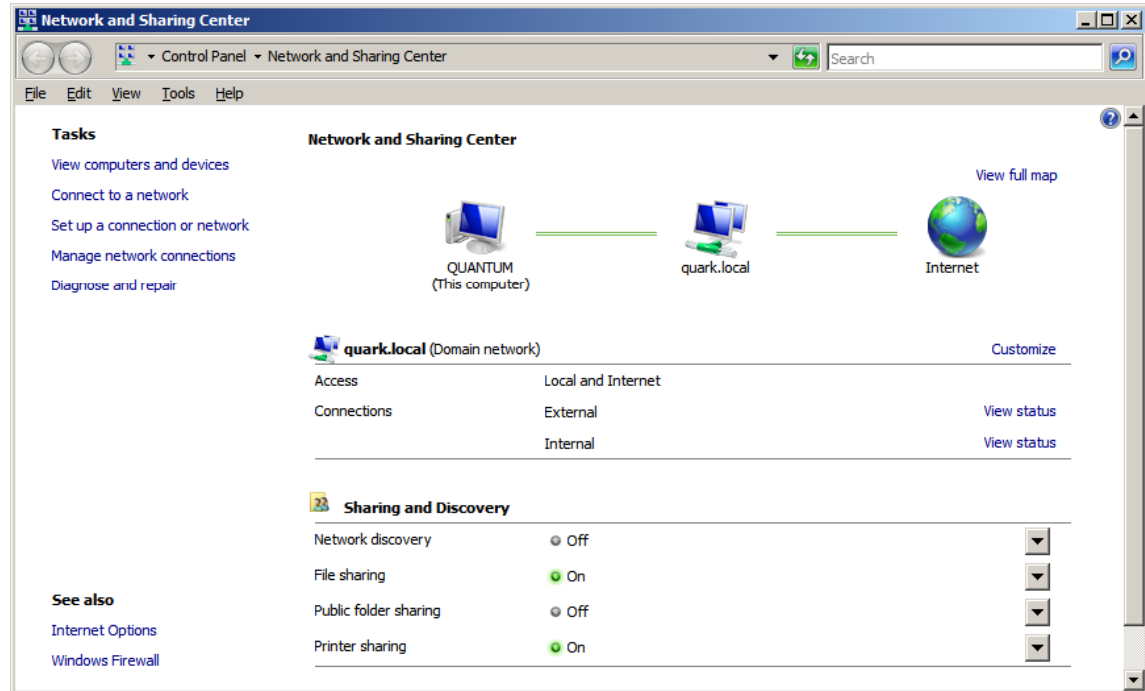 Network and Sharing Center
Control Panel Network and Sharing Center
Search
File Edit View Tools Help
Tasks
View computers and devices
Connect to a network
Set up a connection or network
Manage network connections
Diagnose and repair
Network and Sharing Center
View full map
QUANTUM
(This computer)
quark.local
Internet
quark.local (Domain network) Customize
Access Local and Internet
Connections External View status
Internal View status
Sharing and Discovery
Network discovery Off
File sharing On
Public folder sharing Off
Printer sharing On
See also
Internet Options
Windows Firewall